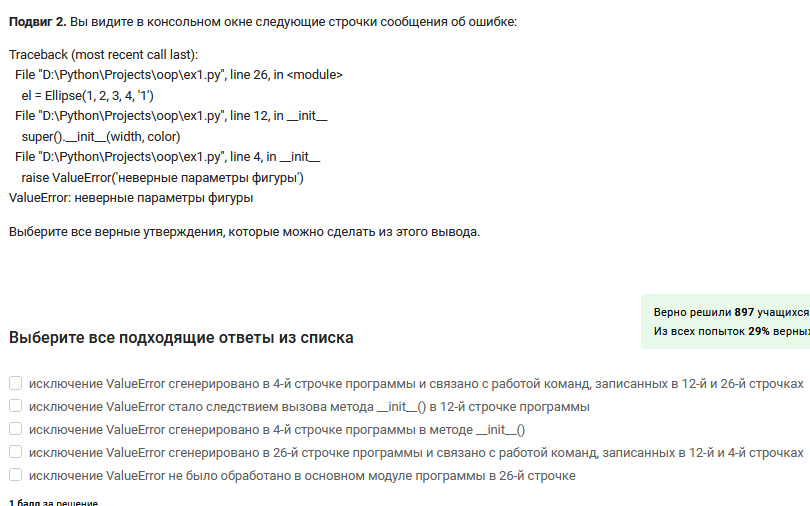 Подвиг 2. Вы видите в консольном окне следующие строчки сообщения об ошибке:
Traceback (most recent call last):
File "D:\Python\Projects\oop\ex1.py", line 26, in <module>
el = Ellipse(1, 2, 3, 4, '1')
File "D:\Python\Projects\oop\ex1.py", line 12, in __init__
super().__init__(width, color)
File "D:\Python\Projects\oop\ex1.py", line 4, in __init__
raise ValueError('неверные параметры фигуры')
ValueError: неверные параметры фигуры
Выберите все верные утверждения, которые можно сделать из этого вывода.
Верно решили 897 учащихся
Из всех попыток 29% верных
Выберите все подходящие ответы из списка
исключение ValueError сгенерировано в 4-й строчке программы и связано с работой команд, записанных в 12-й и 26-й строчках
исключение ValueError стало следствием вызова метода __init__() в 12-й строчке программы
исключение ValueError сгенерировано в 4-й строчке программы в методе __init__()
исключение ValueError сгенерировано в 26-й строчке программы и связано с работой команд, записанных в 12-й и 4-й строчках
исключение ValueError не было обработано в основном модуле программы в 26-й строчке
1 балл за решение